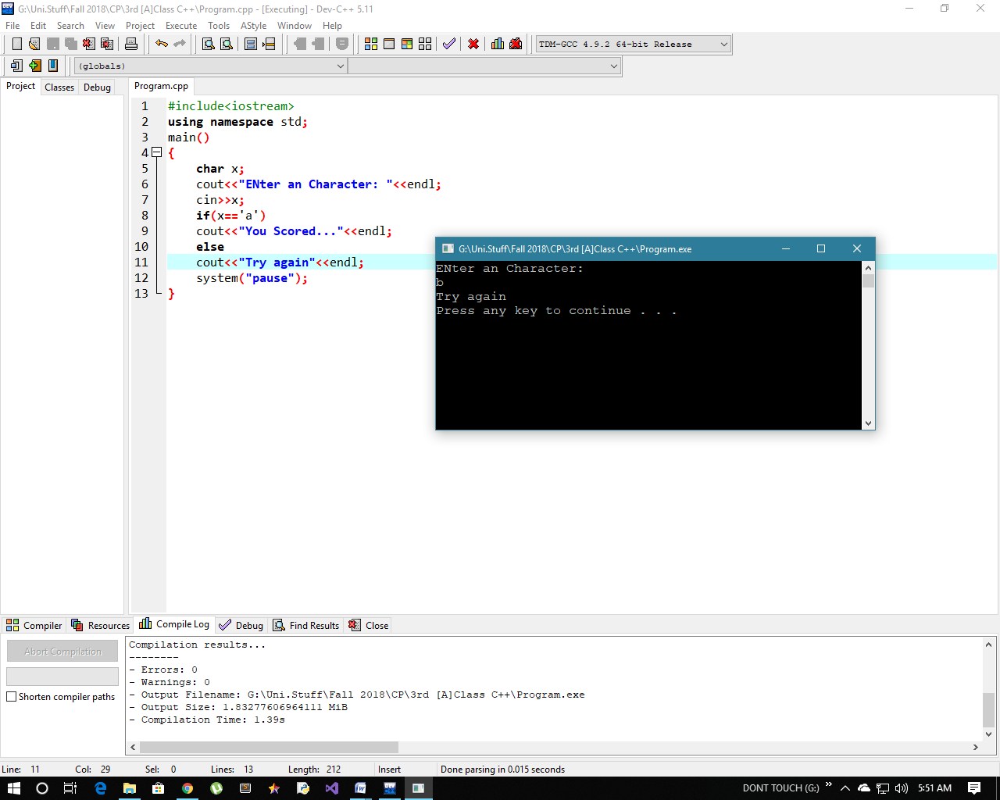 G:\Uni.Stuff\Fall 2018\CP\3rd [A]Class C++\Program.cpp - [Executing] - Dev-C++ 5.11
File Edit Search View Project Execute Tools AStyle Window Help
TDM-GCC 4.9.2 64-bit Release
(globals)
Project Classes Debug
Program.cpp
1 #include<iostream>
2 using namespace std;
3 main()
4 {
5 char x;
6 cout<<"ENter an Character: "<<endl;
7 cin>>x;
8 if(x=='a')
9 cout<<"You Scored..."<<endl;
10 else
11 cout<<"Try again"<<endl;
12 system("pause");
13 }
G:\Uni.Stuff\Fall 2018\CP\3rd [A]Class C++\Program.exe
ENter an Character:
b
Try again
Press any key to continue . . .
Compiler Resources Compile Log Debug Find Results Close
Abort Compilation
Shorten compiler paths
Compilation results...
--------
- Errors: 0
- Warnings: 0
- Output Filename: G:\Uni.Stuff\Fall 2018\CP\3rd [A]Class C++\Program.exe
- Output Size: 1.83277606964111 MiB
- Compilation Time: 1.39s
Line: 11 Col: 29 Sel: 0 Lines: 13 Length: 212 Insert Done parsing in 0.015 seconds
DONT TOUCH (G:) 5:51 AM